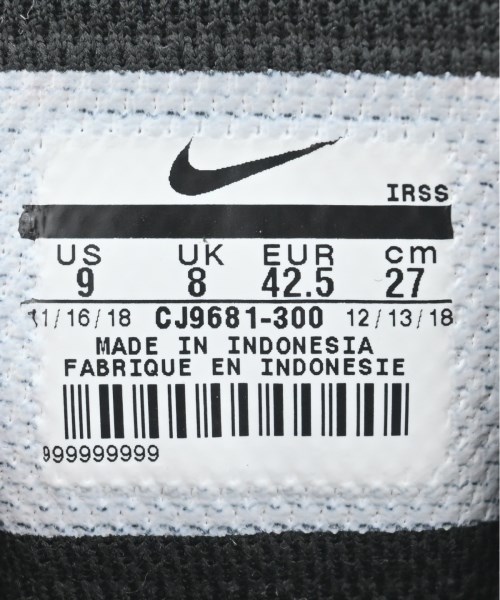 IRSS
US UK EUR cm
9 8 42.5 27
11/16/18 CJ9681-300 12/13/18
MADE IN INDONESIA
FABRIQUE EN INDONESIE
999999999